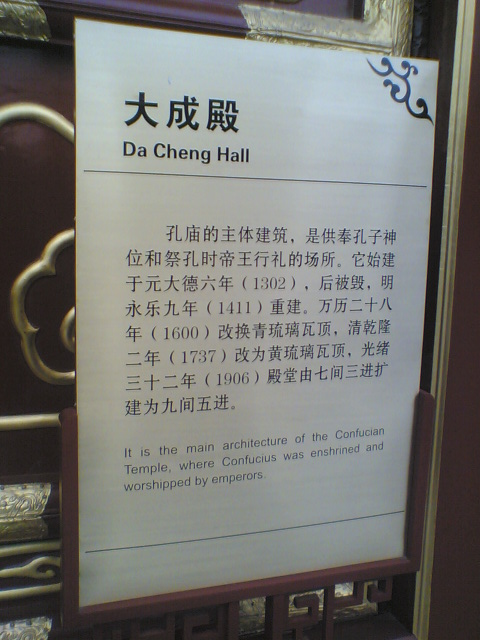 大成殿
Da Cheng Hall
孔庙的主体建筑，是供奉孔子神
位和祭孔时帝王行礼的场所。它始建
于元大德六年（1302），后被毁，明
永乐九年（1411）重建。万历二十八
年（1600）改换青琉璃瓦顶，清乾隆
二年（1737）改为黄琉璃瓦顶，光绪
三十二年（1906）殿堂由七间三进扩
建为九间五进。
It is the main architecture of the Confucian
Temple, where Confucius was enshrined and
worshipped by emperors.